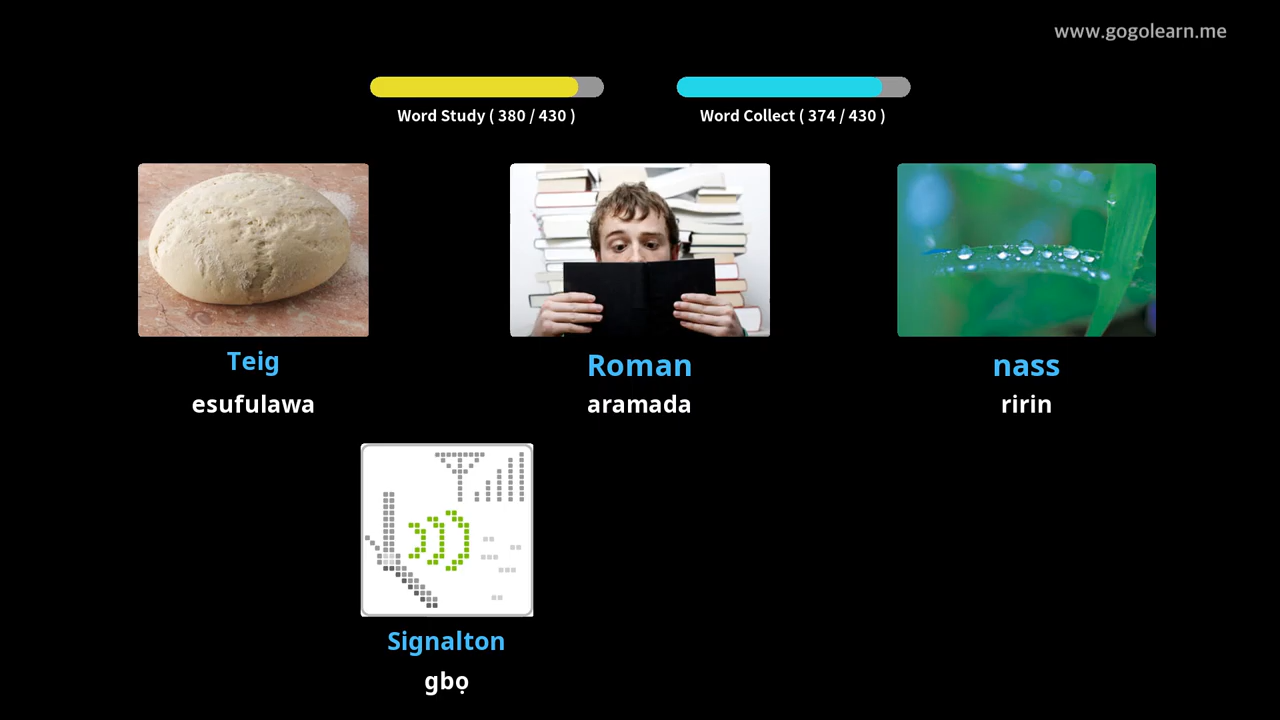 www.gogolearn.me
Word Study ( 380 / 430 )
Word Collect ( 374 / 430 )
Teig
esufulawa
Roman
aramada
nass
ririn
Signalton
gbọ